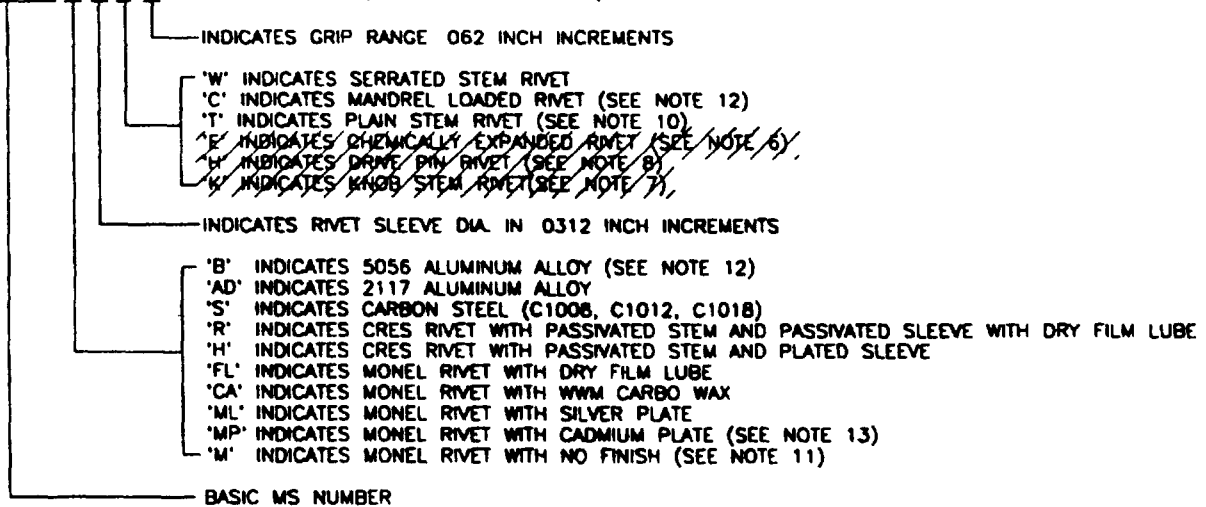 INDICATES GRIP RANGE 062 INCH INCREMENTS
'W' INDICATES SERRATED STEM RIVET
'C' INDICATES MANDREL LOADED RIVET (SEE NOTE 12)
'T' INDICATES PLAIN STEM RIVET (SEE NOTE 10)
'E' INDICATES CHEMICALLY EXPANDED RIVET (SEE NOTE 6)
'H' INDICATES DRIVE PIN RIVET (SEE NOTE 8)
'K' INDICATES KNOB STEM RIVET(SEE NOTE 7)
INDICATES RIVET SLEEVE DIA. IN 0312 INCH INCREMENTS
'B' INDICATES 5056 ALUMINUM ALLOY (SEE NOTE 12)
'AD' INDICATES 2117 ALUMINUM ALLOY
'S' INDICATES CARBON STEEL (C1008, C1012, C1018)
'R' INDICATES CRES RIVET WITH PASSIVATED STEM AND PASSIVATED SLEEVE WITH DRY FILM LUBE
'H' INDICATES CRES RIVET WITH PASSIVATED STEM AND PLATED SLEEVE
'FL' INDICATES MONEL RIVET WITH DRY FILM LUBE
'CA' INDICATES MONEL RIVET WITH WWM CARBO WAX
'ML' INDICATES MONEL RIVET WITH SILVER PLATE
'MP' INDICATES MONEL RIVET WITH CADMIUM PLATE (SEE NOTE 13)
'M' INDICATES MONEL RIVET WITH NO FINISH (SEE NOTE 11)
BASIC MS NUMBER